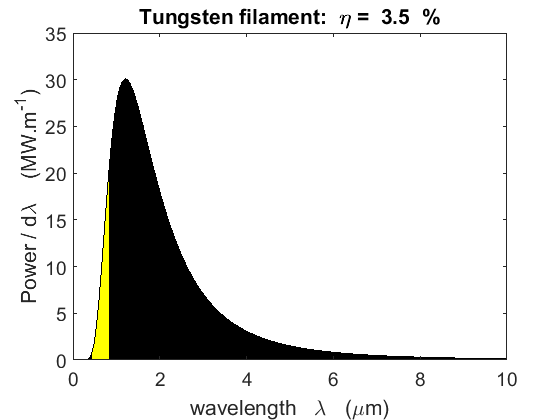 Tungsten filament: η = 3.5 %
Power / dλ (MW.m⁻¹)
35
30
25
20
15
10
5
0
0 2 4 6 8 10
wavelength λ (μm)